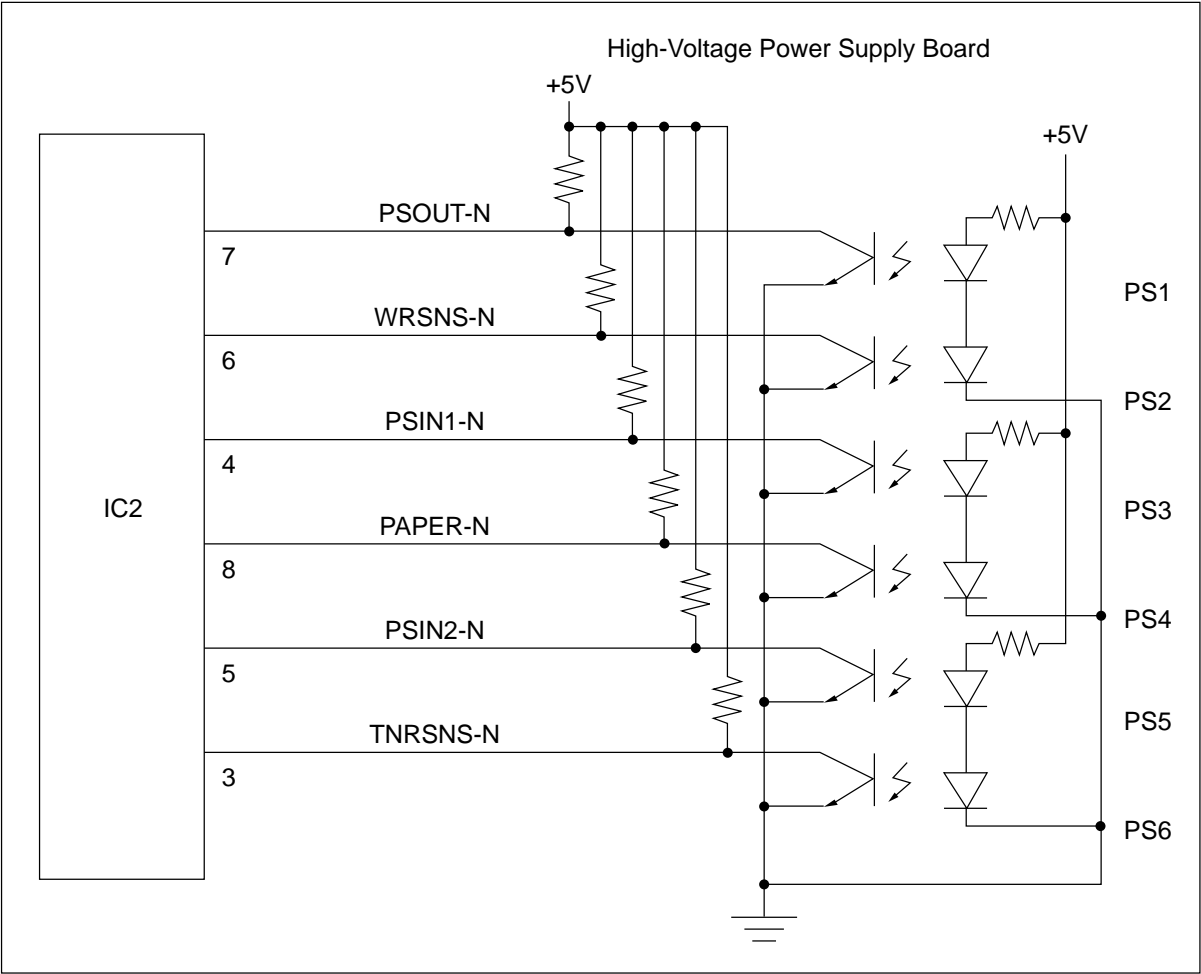 High-Voltage Power Supply Board
+5V
+5V
PSOUT-N
7
PS1
WRSNS-N
6
PS2
PSIN1-N
4
IC2
PS3
PAPER-N
8
PS4
PSIN2-N
5
PS5
TNRSNS-N
3
PS6